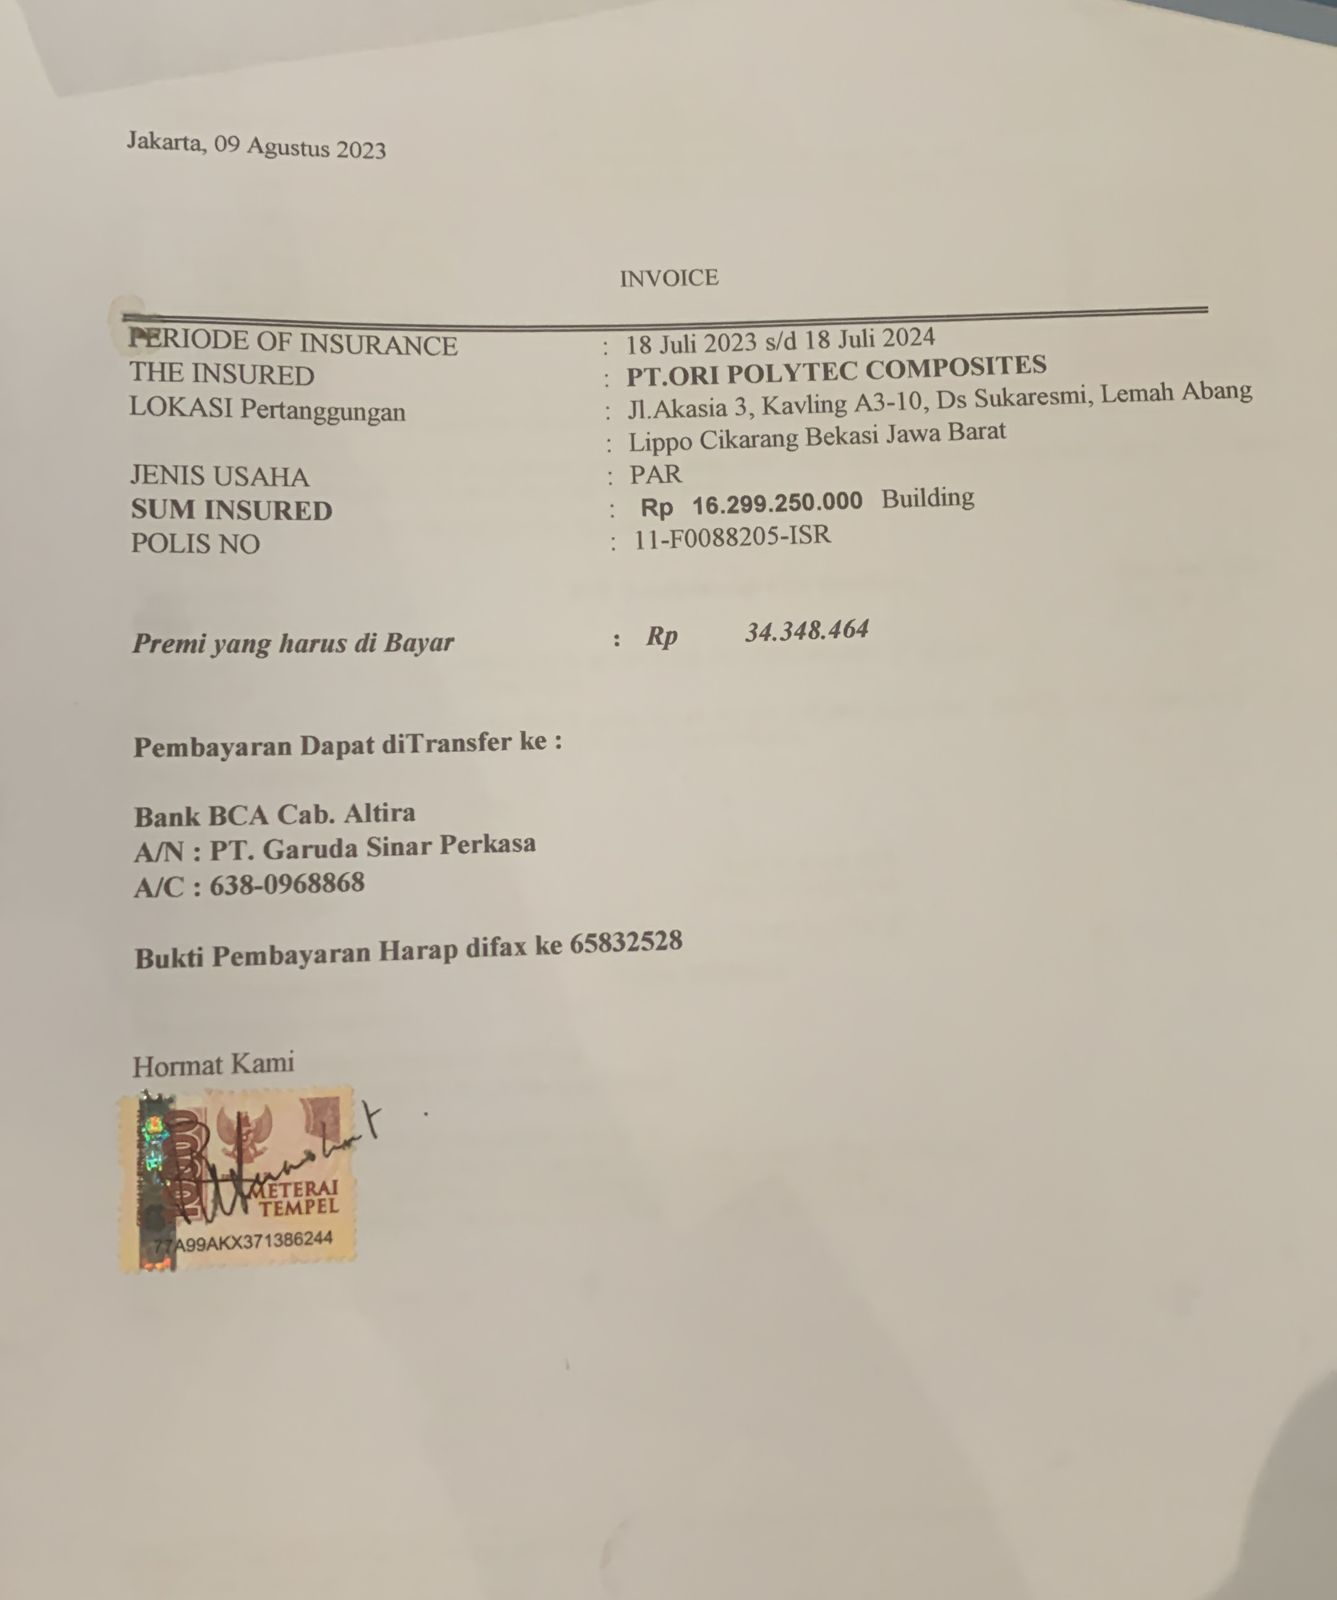 Jakarta, 09 Agustus 2023
INVOICE
PERIODE OF INSURANCE : 18 Juli 2023 s/d 18 Juli 2024
THE INSURED : PT.ORI POLYTEC COMPOSITES
LOKASI Pertanggungan : Jl.Akasia 3, Kavling A3-10, Ds Sukaresmi, Lemah Abang
: Lippo Cikarang Bekasi Jawa Barat
JENIS USAHA : PAR
SUM INSURED : Rp 16.299.250.000 Building
POLIS NO : 11-F0088205-ISR
Premi yang harus di Bayar : Rp 34.348.464
Pembayaran Dapat diTransfer ke :
Bank BCA Cab. Altira
A/N : PT. Garuda Sinar Perkasa
A/C : 638-0968868
Bukti Pembayaran Harap difax ke 65832528
Hormat Kami
METERAI
TEMPEL
77A99AKX371386244